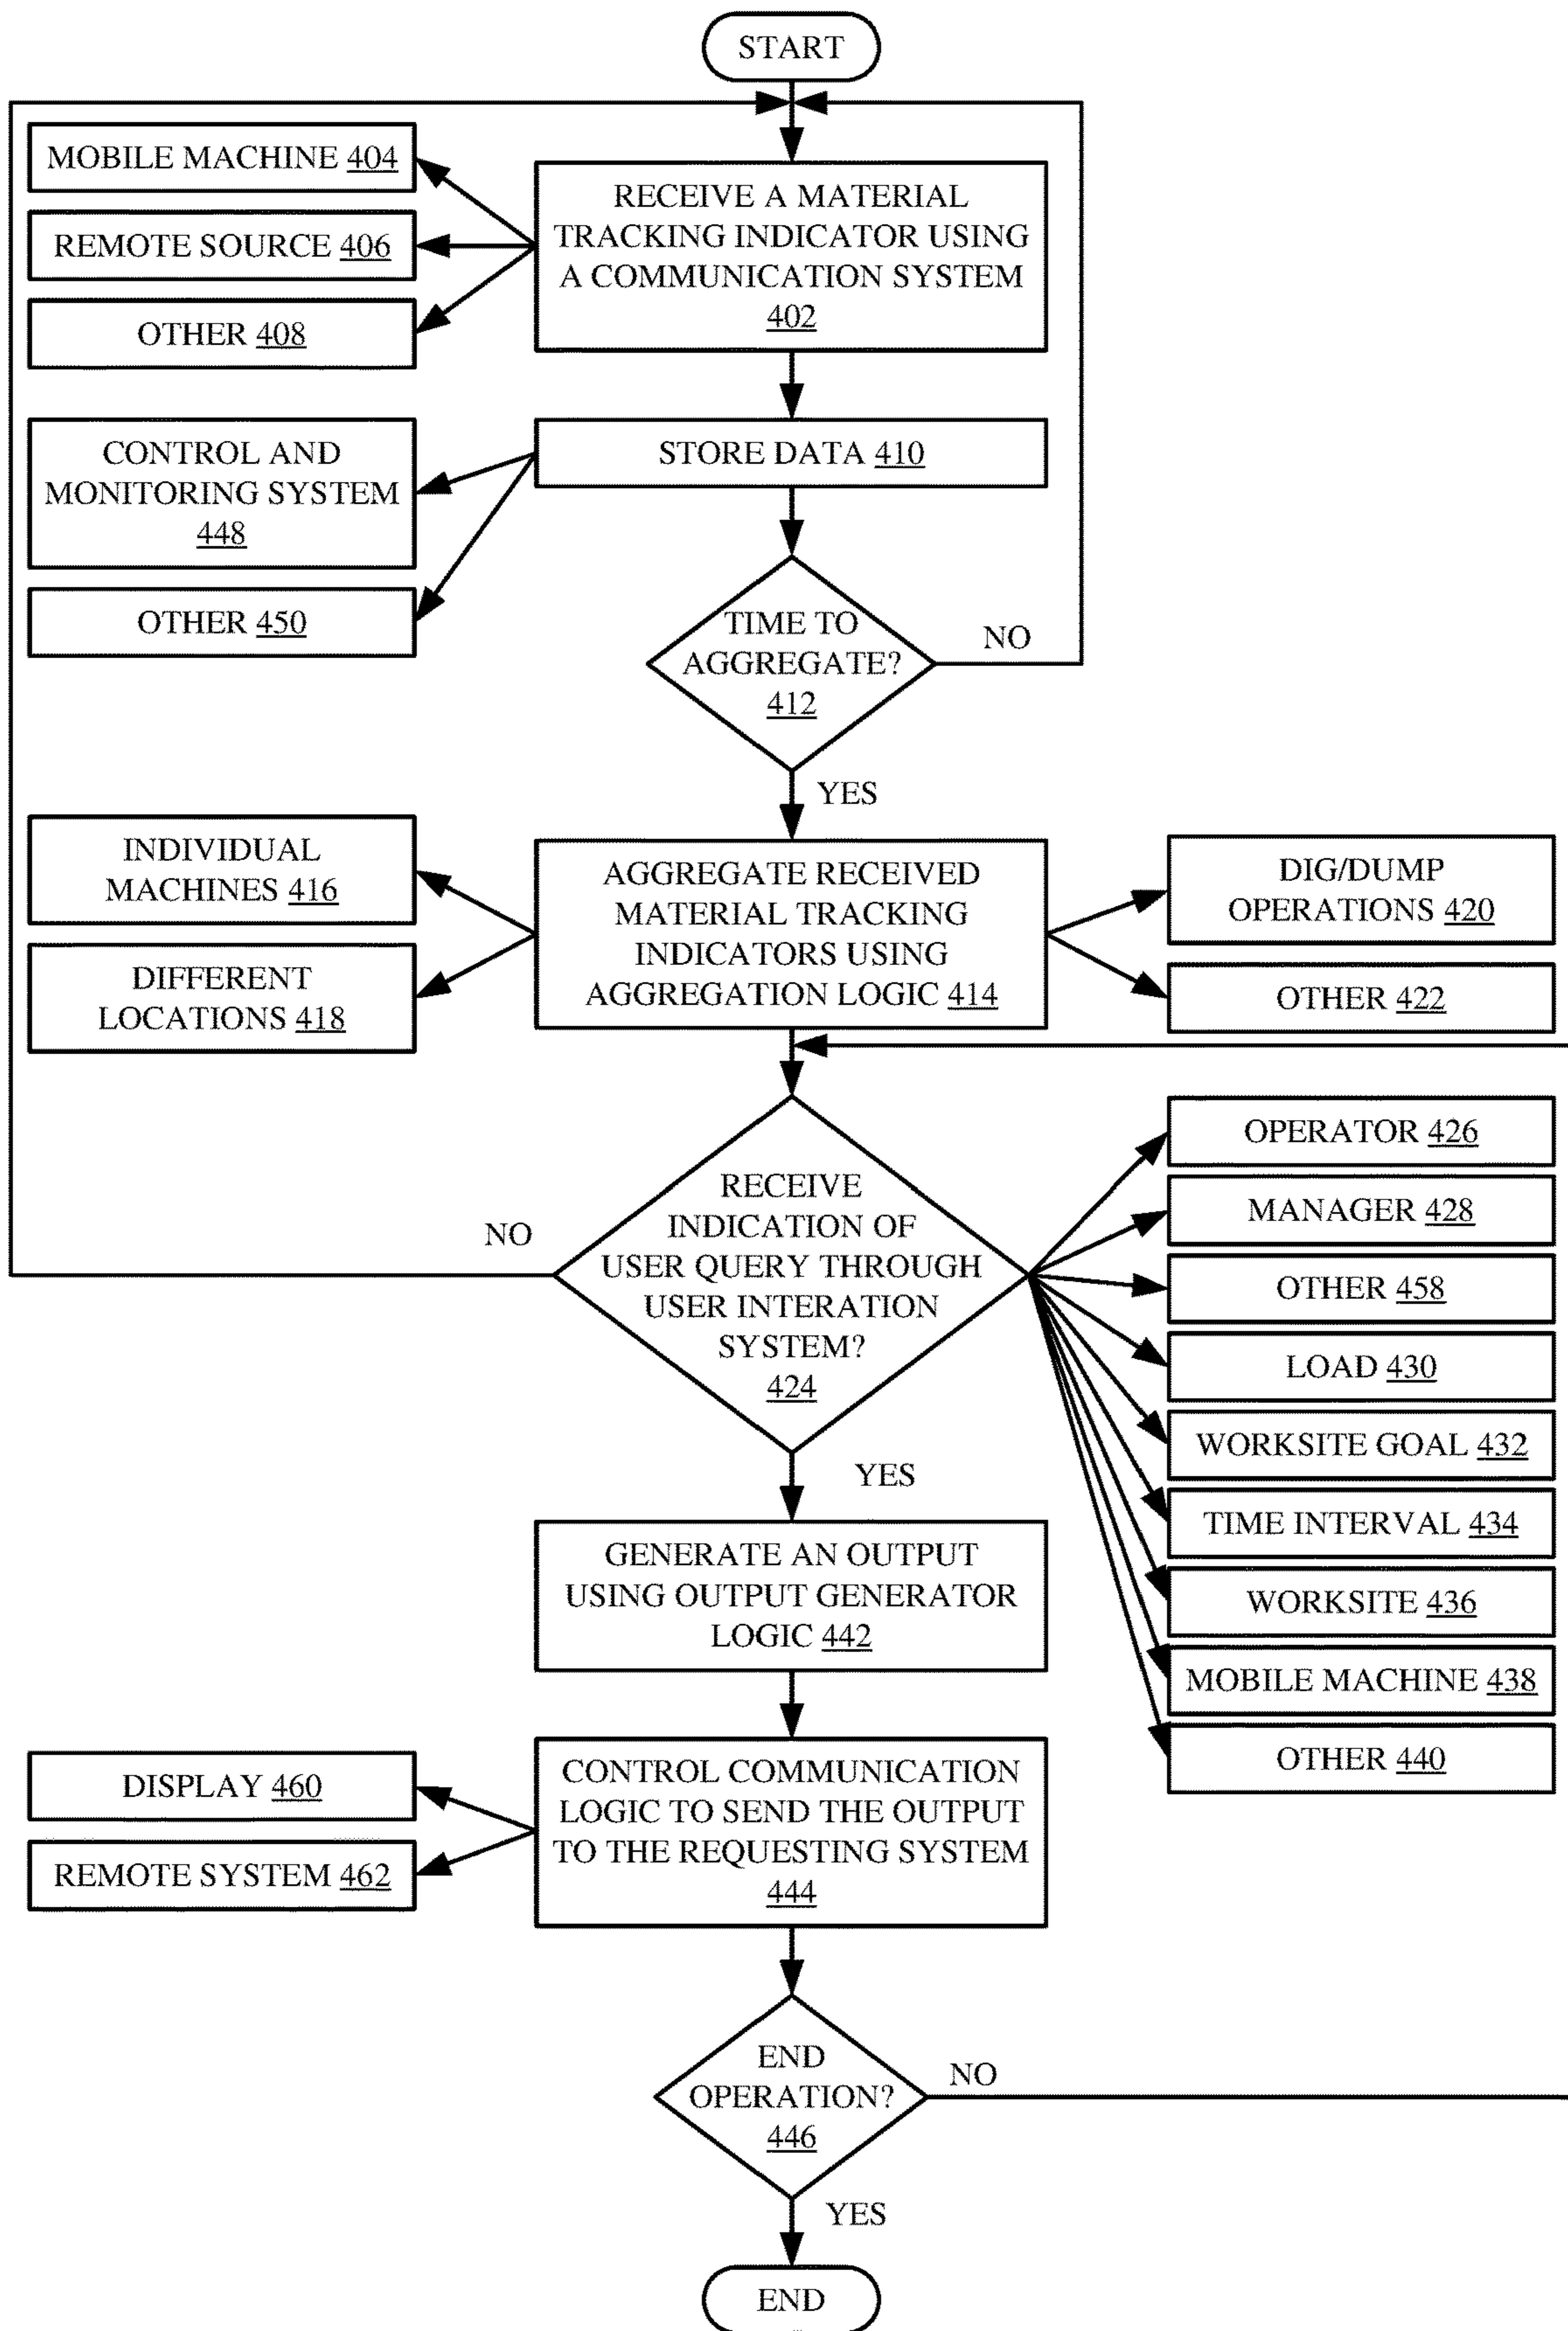 START
MOBILE MACHINE 404
REMOTE SOURCE 406
OTHER 408
RECEIVE A MATERIAL
TRACKING INDICATOR USING
A COMMUNICATION SYSTEM
402
CONTROL AND
MONITORING SYSTEM
448
OTHER 450
STORE DATA 410
TIME TO
AGGREGATE?
412
NO
YES
INDIVIDUAL
MACHINES 416
DIFFERENT
LOCATIONS 418
AGGREGATE RECEIVED
MATERIAL TRACKING
INDICATORS USING
AGGREGATION LOGIC 414
DIG/DUMP
OPERATIONS 420
OTHER 422
NO
RECEIVE
INDICATION OF
USER QUERY THROUGH
USER INTERATION
SYSTEM?
424
YES
OPERATOR 426
MANAGER 428
OTHER 458
LOAD 430
WORKSITE GOAL 432
TIME INTERVAL 434
WORKSITE 436
MOBILE MACHINE 438
OTHER 440
GENERATE AN OUTPUT
USING OUTPUT GENERATOR
LOGIC 442
DISPLAY 460
REMOTE SYSTEM 462
CONTROL COMMUNICATION
LOGIC TO SEND THE OUTPUT
TO THE REQUESTING SYSTEM
444
END
OPERATION?
446
NO
YES
END